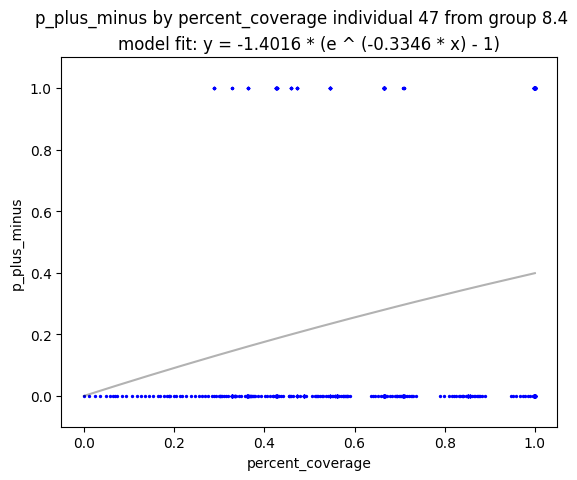 p_plus_minus by percent_coverage individual 47 from group 8.4
model fit: y = -1.4016 * (e ^ (-0.3346 * x) - 1)
1.0
0.8
0.6
0.4
0.2
0.0
p_plus_minus
0.0 0.2 0.4 0.6 0.8 1.0
percent_coverage